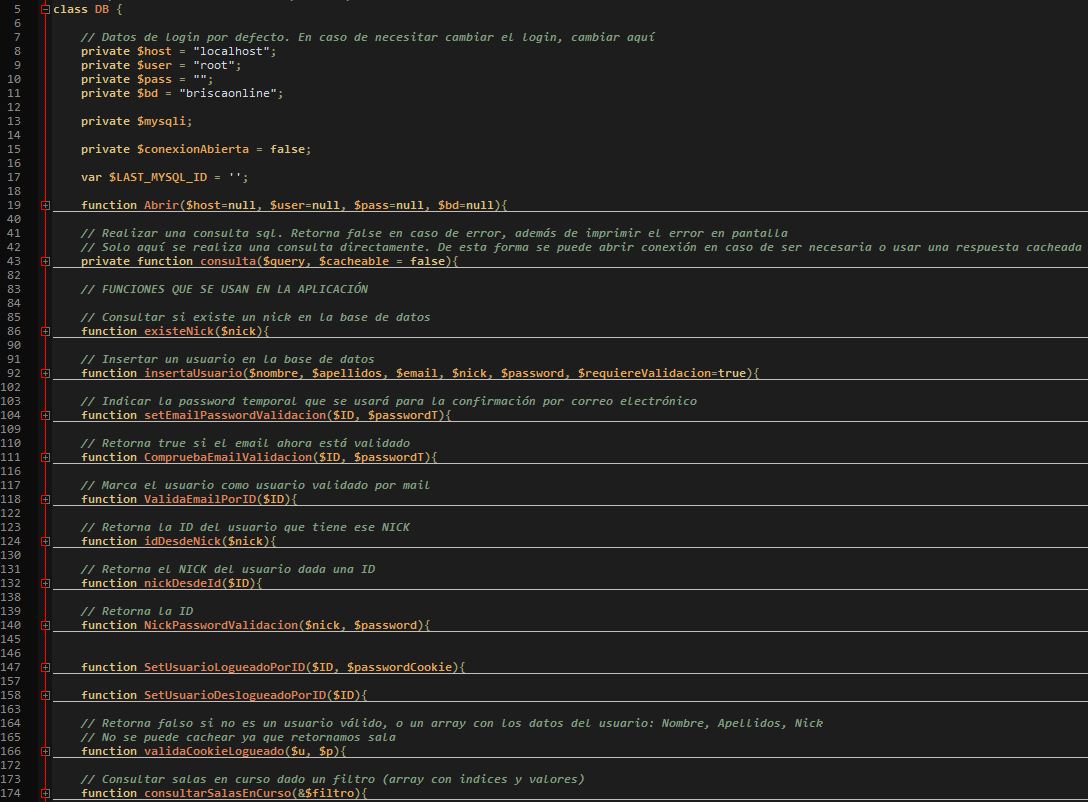 5 class DB {
6
7 // Datos de login por defecto. En caso de necesitar cambiar el login, cambiar aquí
8 private $host = "localhost";
9 private $user = "root";
10 private $pass = "";
11 private $bd = "briscaonline";
12
13 private $mysqli;
14
15 private $conexionAbierta = false;
16
17 var $LAST_MYSQL_ID = '';
18
19 function Abrir($host=null, $user=null, $pass=null, $bd=null){
40
41 // Realizar una consulta sql. Retorna false en caso de error, además de imprimir el error en pantalla
42 // Solo aquí se realiza una consulta directamente. De esta forma se puede abrir conexión en caso de ser necesaria o usar una respuesta cacheada
43 private function consulta($query, $cacheable = false){
82
83 // FUNCIONES QUE SE USAN EN LA APLICACIÓN
84
85 // Consultar si existe un nick en la base de datos
86 function existeNick($nick){
90
91 // Insertar un usuario en la base de datos
92 function insertaUsuario($nombre, $apellidos, $email, $nick, $password, $requiereValidacion=true){
102
103 // Indicar la password temporal que se usará para la confirmación por correo electrónico
104 function setEmailPasswordValidacion($ID, $passwordT){
109
110 // Retorna true si el email ahora está validado
111 function CompruebaEmailValidacion($ID, $passwordT){
116
117 // Marca el usuario como usuario validado por mail
118 function ValidaEmailPorID($ID){
122
123 // Retorna la ID del usuario que tiene ese NICK
124 function idDesdeNick($nick){
130
131 // Retorna el NICK del usuario dada una ID
132 function nickDesdeId($ID){
138
139 // Retorna la ID
140 function NickPasswordValidacion($nick, $password){
145
146
147 function SetUsuarioLogueadoPorID($ID, $passwordCookie){
157
158 function SetUsuarioDeslogueadoPorID($ID){
163
164 // Retorna falso si no es un usuario válido, o un array con los datos del usuario: Nombre, Apellidos, Nick
165 // No se puede cachear ya que retornamos sala
166 function validaCookieLogueado($u, $p){
172
173 // Consultar salas en curso dado un filtro (array con indices y valores)
174 function consultarSalasEnCurso(&$filtro){